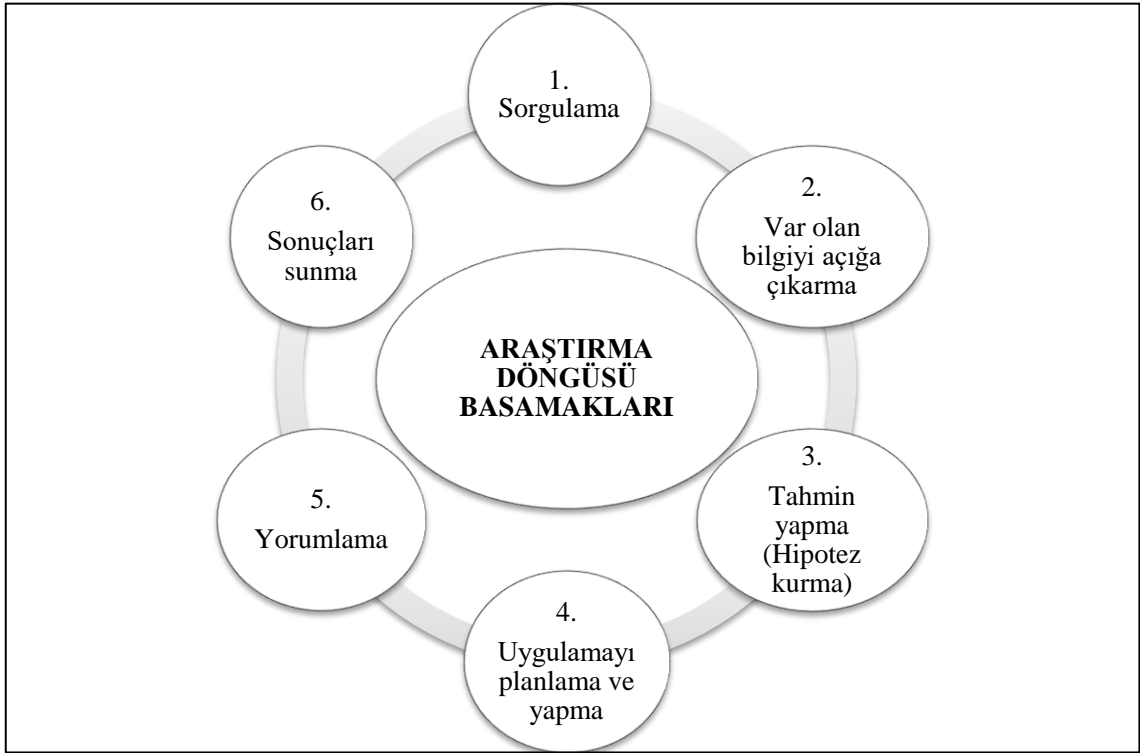 1.
Sorgulama
2.
Var olan
bilgiyi açığa
çıkarma
3.
Tahmin
yapma
(Hipotez
kurma)
4.
Uygulamayı
planlama ve
yapma
5.
Yorumlama
6.
Sonuçları
sunma
ARAŞTIRMA
DÖNGÜSÜ
BASAMAKLARI